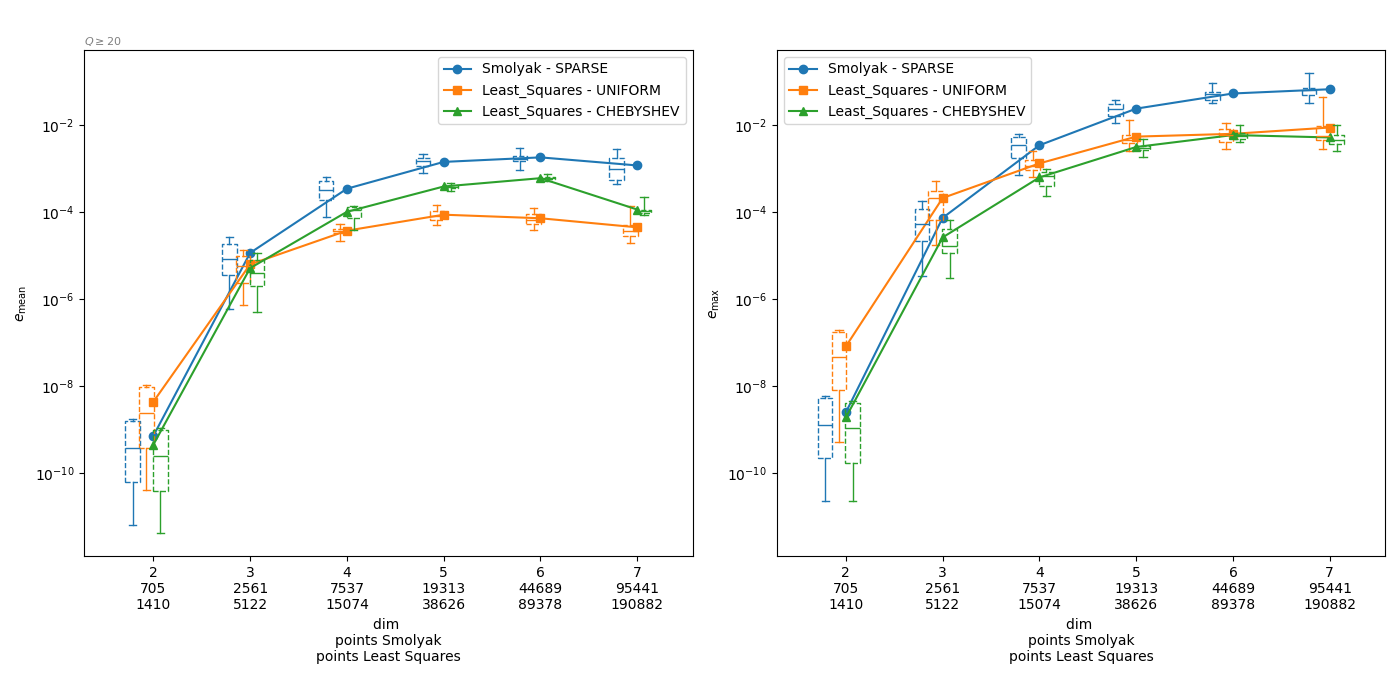 Q ≥ 20
Smolyak - SPARSE
Least_Squares - UNIFORM
Least_Squares - CHEBYSHEV
10⁻²
10⁻⁴
10⁻⁶
10⁻⁸
10⁻¹⁰
e_mean
2 3 4 5 6 7
705 2561 7537 19313 44689 95441
1410 5122 15074 38626 89378 190882
dim
points Smolyak
points Least Squares
Smolyak - SPARSE
Least_Squares - UNIFORM
Least_Squares - CHEBYSHEV
10⁻²
10⁻⁴
10⁻⁶
10⁻⁸
10⁻¹⁰
e_max
2 3 4 5 6 7
705 2561 7537 19313 44689 95441
1410 5122 15074 38626 89378 190882
dim
points Smolyak
points Least Squares